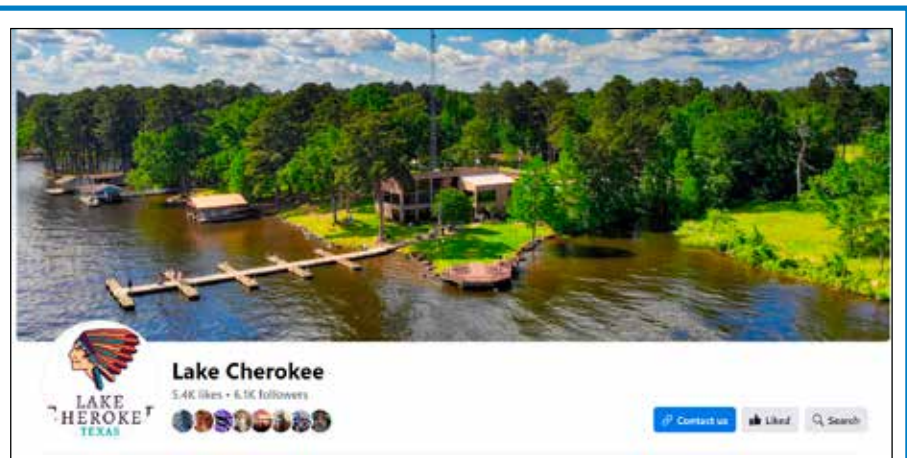 Lake Cherokee
5.4K likes • 6.1K followers
LAKE
CHEROKEE
TEXAS
Contact us
Liked
Search